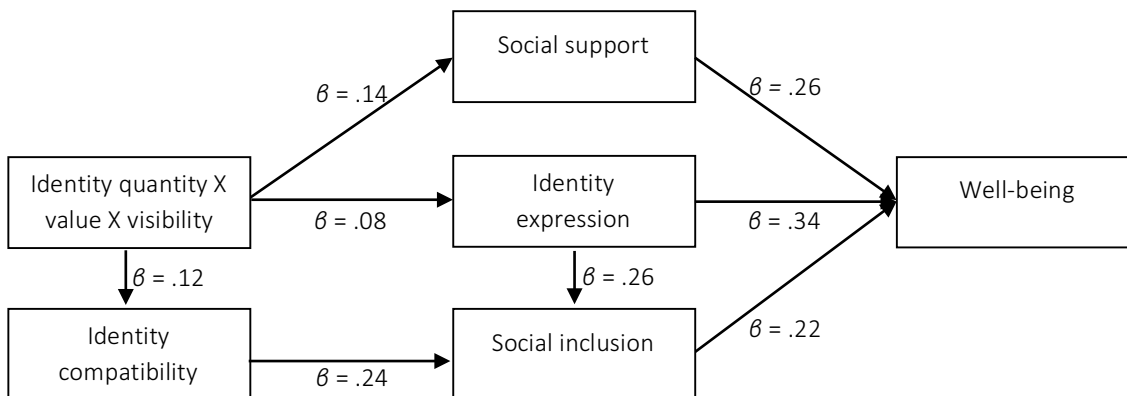 Social support
β = .14
β = .26
Identity quantity X
value X visibility
Identity
expression
Well-being
β = .08
β = .34
β = .12
β = .26
Identity
compatibility
Social inclusion
β = .22
β = .24